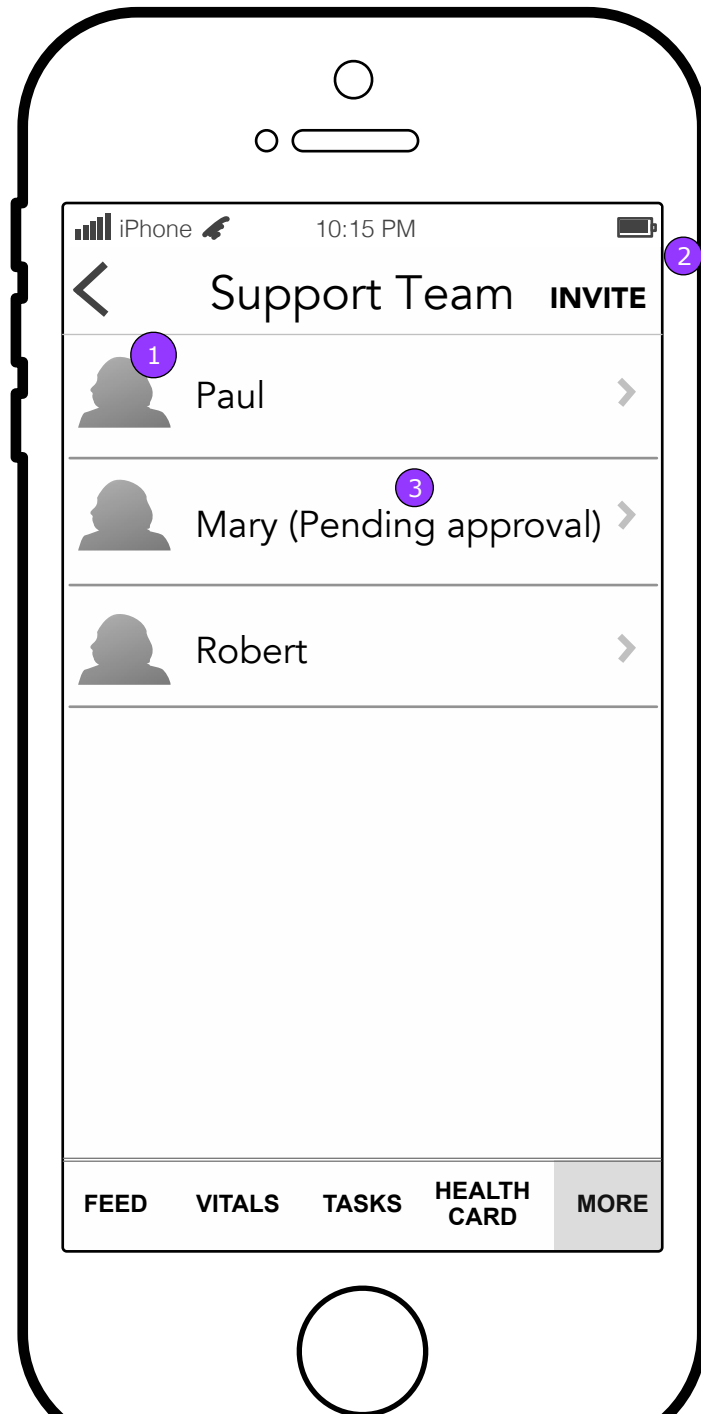 iPhone 10:15 PM
2
Support Team INVITE
1
Paul
3
Mary (Pending approval)
Robert
FEED VITALS TASKS HEALTH CARD MORE